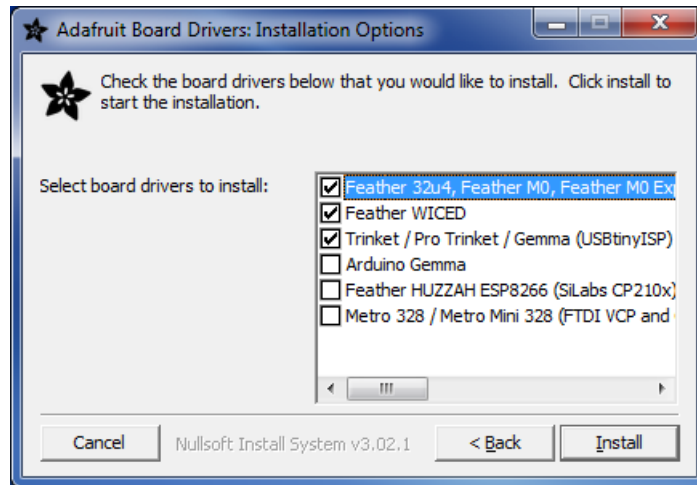 Adafruit Board Drivers: Installation Options
Check the board drivers below that you would like to install. Click install to
start the installation.
Select board drivers to install:
Feather 32u4, Feather M0, Feather M0
Feather WICED
Trinket / Pro Trinket / Gemma (USBtinyISP)
Arduino Gemma
Feather HUZZAH ESP8266 (SiLabs CP210x)
Metro 328 / Metro Mini 328 (FTDI VCP and
Cancel
Nullsoft Install System v3.02.1
< Back
Install